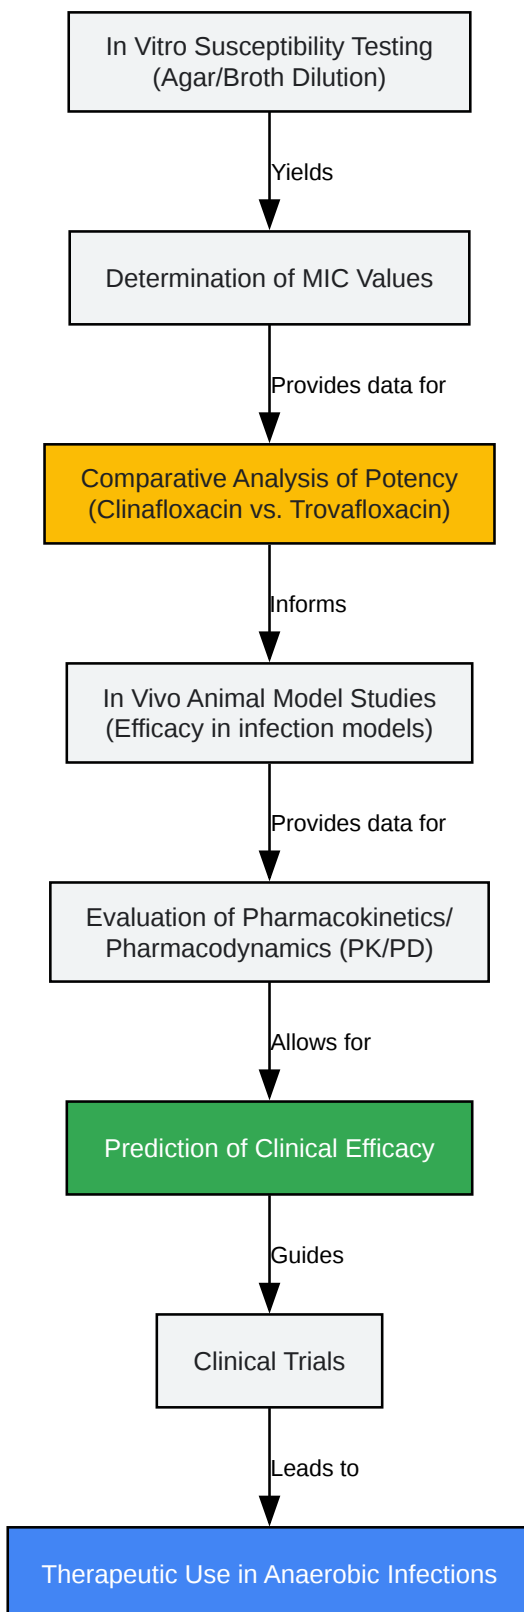 In Vitro Susceptibility Testing
(Agar/Broth Dilution)
Yields
Determination of MIC Values
Provides data for
Comparative Analysis of Potency
(Clinafloxacin vs. Trovafloxacin)
Informs
In Vivo Animal Model Studies
(Efficacy in infection models)
Provides data for
Evaluation of Pharmacokinetics/
Pharmacodynamics (PK/PD)
Allows for
Prediction of Clinical Efficacy
Guides
Clinical Trials
Leads to
Therapeutic Use in Anaerobic Infections